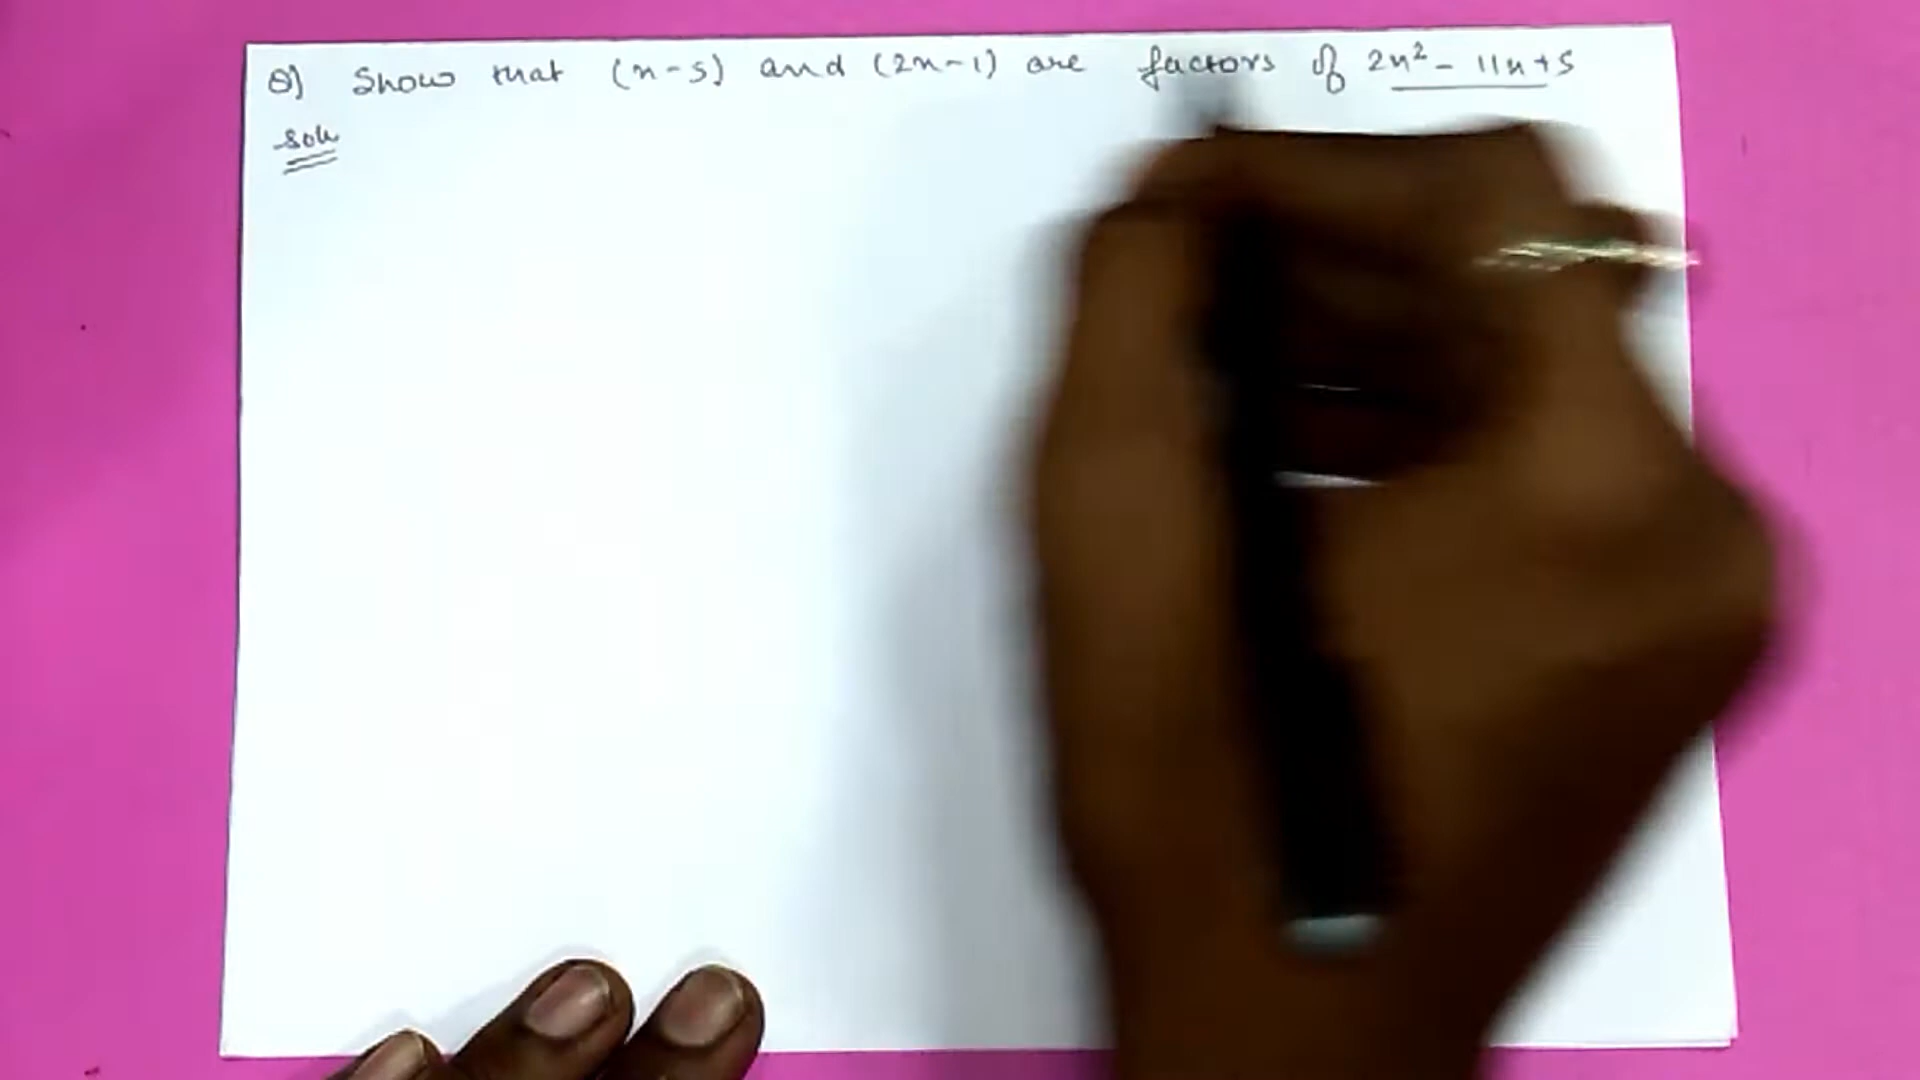 Q) Show that (x-5) and (2x-1) are factors of 2x²-11x+5
Soln